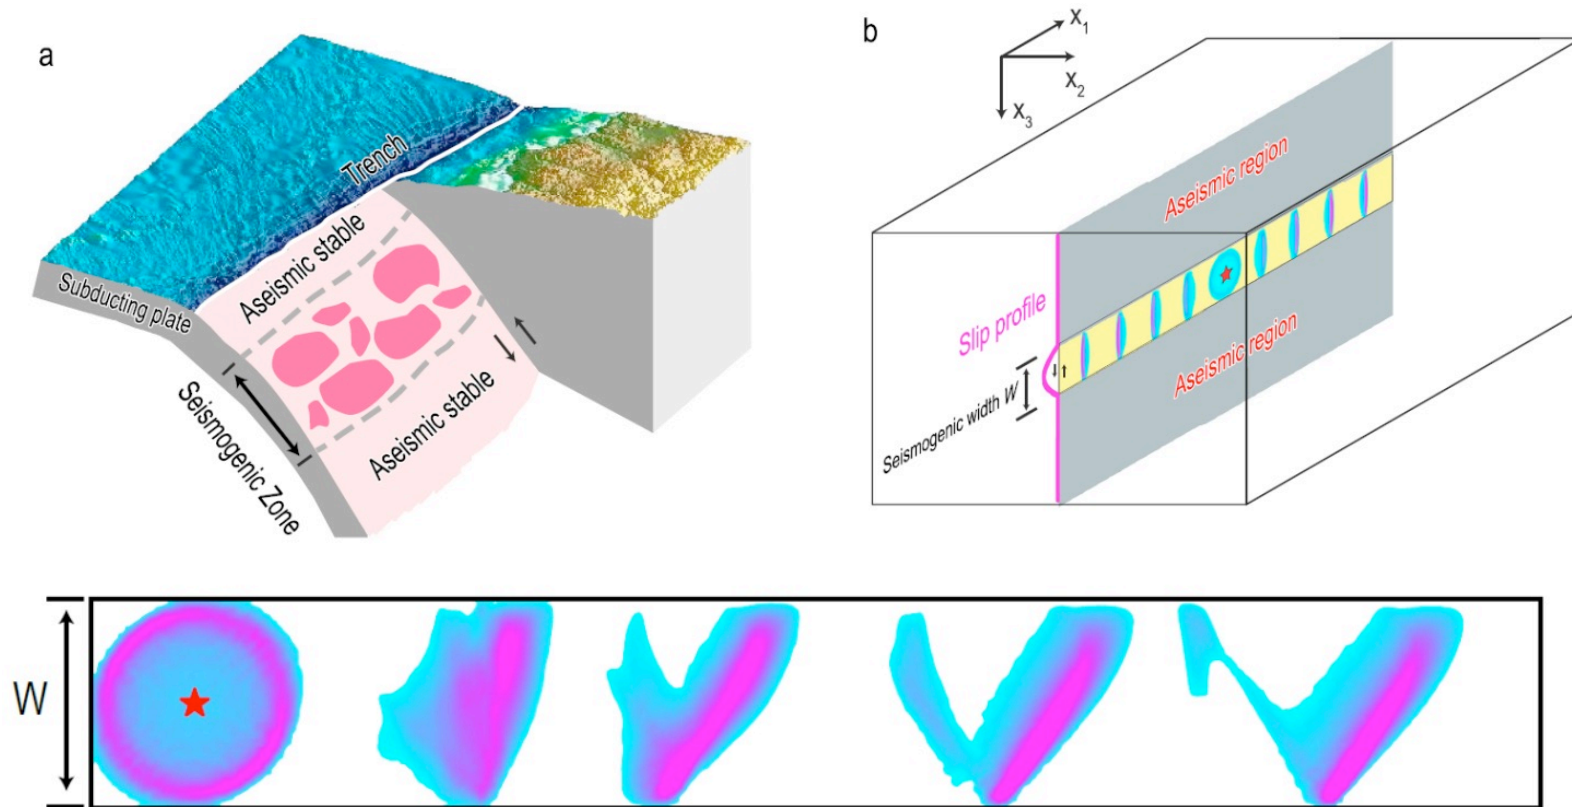 a
Trench
Subducting plate
Aseismic stable
Aseismic stable
Seismogenic Zone
b
X1
X2
X3
Aseismic region
Slip profile
Aseismic region
Seismogenic width W
W